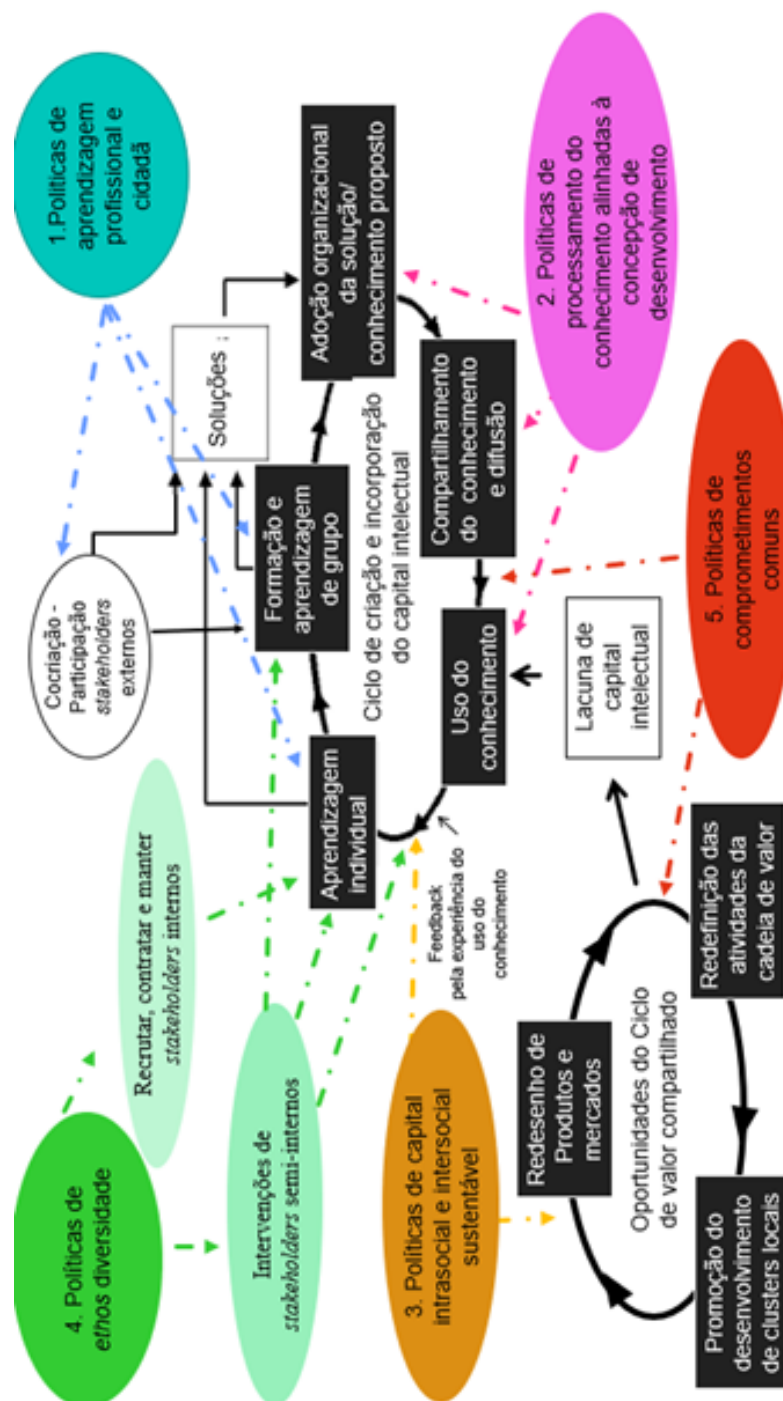 4. Políticas de
ethos diversidade
Recrutar, contratar e manter
stakeholders internos
Cocriação -
Participação
stakeholders
externos
1.Políticas de
aprendizagem
profissional e
cidadã
Intervenções de
stakeholders semi-internos
Soluções :
Aprendizagem
individual
Formação e
aprendizagem
de grupo
Adoção organizacional
da solução/
conhecimento proposto
Ciclo de criação e incorporação
do capital intelectual
3. Políticas de capital
intrasocial e intersocial
sustentável
Feedback
pela experiência do
uso do
conhecimento
Uso do
conhecimento
Compartilhamento
do conhecimento
e difusão
2. Políticas de
processamento do
conhecimento alinhadas à
concepção de
desenvolvimento
Redesenho de
Produtos e
mercados
Lacuna de
capital
intelectual
Oportunidades do Ciclo
de valor compartilhado
Promoção do
desenvolvimento
de clusters locais
Redefinição das
atividades da
cadeia de valor
5. Políticas de
comprometimentos
comuns